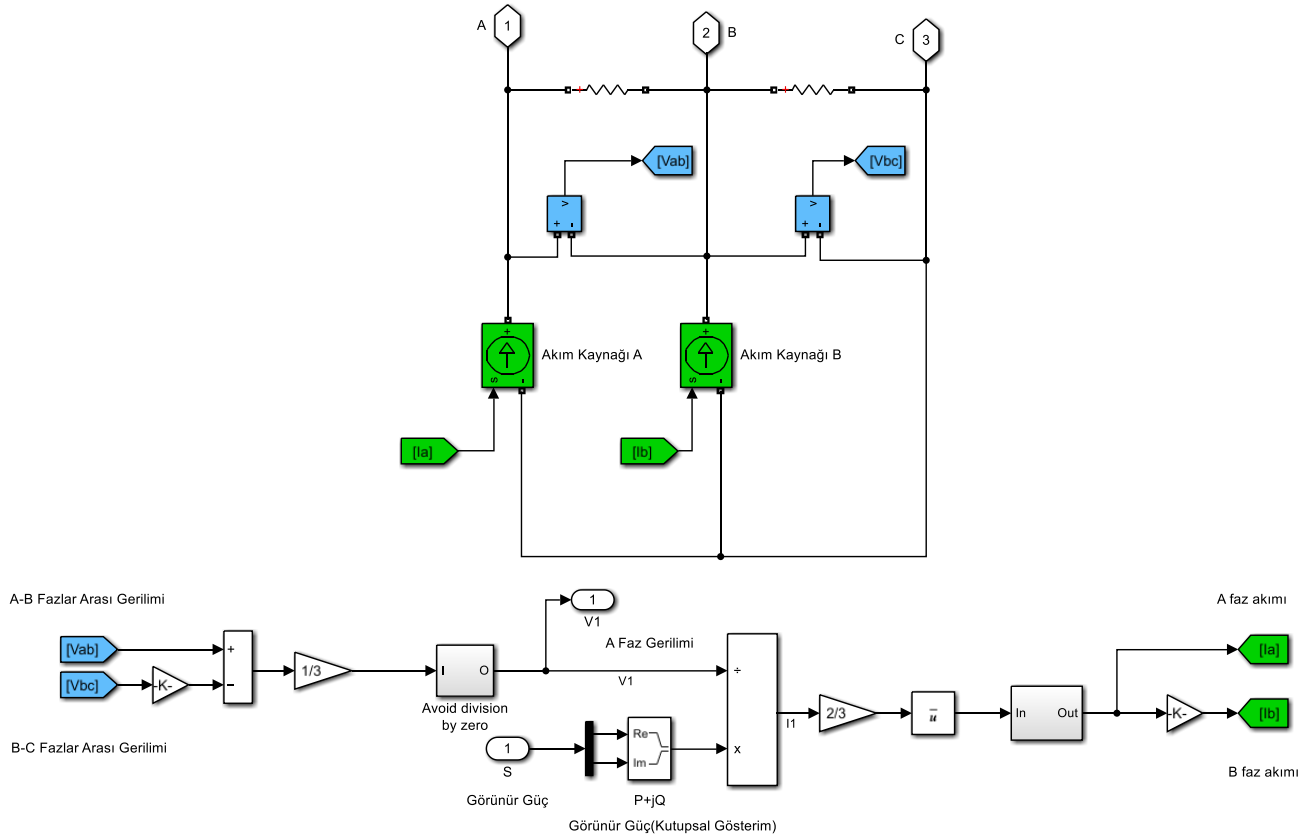 A
1
2
B
C
3
[Vab]
[Vbc]
v
+ -
v
+ -
+
s
-
Akım Kaynağı A
+
s
-
Akım Kaynağı B
[Ia]
[Ib]
A-B Fazlar Arası Gerilimi
[Vab]
[Vbc]
-K-
+
-
1/3
B-C Fazlar Arası Gerilimi
I
O
Avoid division
by zero
1
V1
A Faz Gerilimi
V1
1
S
Görünür Güç
Re
Im
P+jQ
Görünür Güç(Kutupsal Gösterim)
÷
x
I1
2/3
u
In
Out
A faz akımı
[Ia]
-K-
[Ib]
B faz akımı